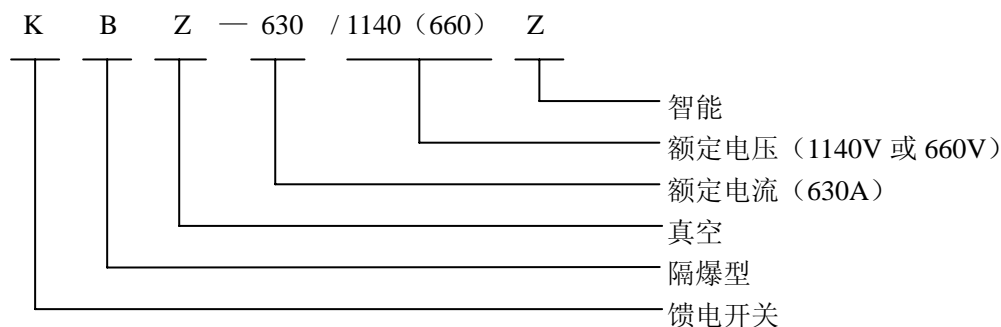 K B Z — 630 / 1140（660） Z
智能
额定电压（1140V 或 660V）
额定电流（630A）
真空
隔爆型
馈电开关